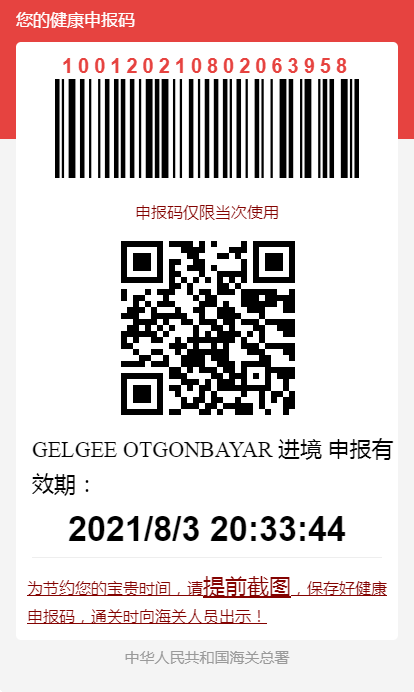 您的健康申报码
100120210802063958
申报码仅限当次使用
GELGEE OTGONBAYAR 进境 申报有
效期：
2021/8/3 20:33:44
为节约您的宝贵时间，请提前截图，保存好健康
申报码，通关时向海关人员出示！
中华人民共和国海关总署